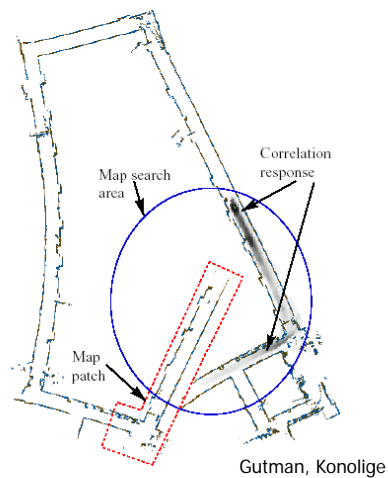 Correlation
response
Map search
area
Map
patch
Gutman, Konolige